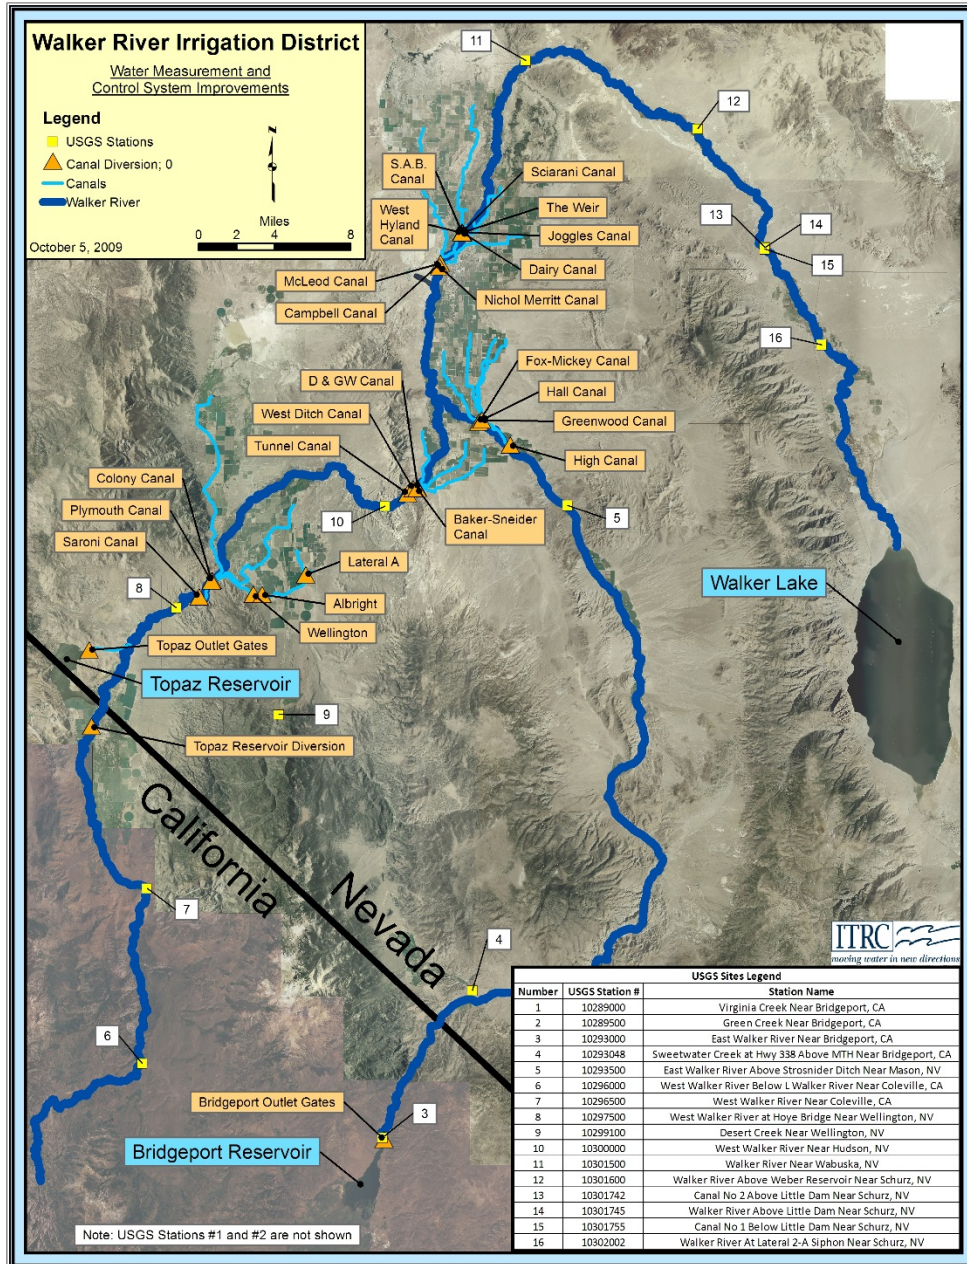 Walker River Irrigation District
Water Measurement and
Control System Improvements
Legend
USGS Stations
Canal Diversion; 0
Canals
Walker River
N
Miles
0 2 4 8
October 5, 2009
11
12
S.A.B.
Canal
Sciarani Canal
West
Hyland
Canal
The Weir
Joggles Canal
Dairy Canal
13
14
15
McLeod Canal
Campbell Canal
Nichol Merritt Canal
16
Fox-Mickey Canal
D & GW Canal
Hall Canal
West Ditch Canal
Greenwood Canal
Tunnel Canal
High Canal
Colony Canal
Plymouth Canal
10
Baker-Sneider
Canal
5
Saroni Canal
Lateral A
8
Albright
Walker Lake
Wellington
Topaz Outlet Gates
Topaz Reservoir
9
Topaz Reservoir Diversion
California
Nevada
7
4
ITRC
moving water in new directions
6
Bridgeport Outlet Gates
3
Bridgeport Reservoir
Note: USGS Stations #1 and #2 are not shown
USGS Sites Legend
Number USGS Station # Station Name
1 10289000 Virginia Creek Near Bridgeport, CA
2 10289500 Green Creek Near Bridgeport, CA
3 10293000 East Walker River Near Bridgeport, CA
4 10293048 Sweetwater Creek at Hwy 338 Above MTH Near Bridgeport, CA
5 10293500 East Walker River Above Strosnider Ditch Near Mason, NV
6 10296000 West Walker River Below L Walker River Near Coleville, CA
7 10296500 West Walker River Near Coleville, CA
8 10297500 West Walker River at Hoye Bridge Near Wellington, NV
9 10299100 Desert Creek Near Wellington, NV
10 10300000 West Walker River Near Hudson, NV
11 10301500 Walker River Near Wabuska, NV
12 10301600 Walker River Above Weber Reservoir Near Schurz, NV
13 10301742 Canal No 2 Above Little Dam Near Schurz, NV
14 10301745 Walker River Above Little Dam Near Schurz, NV
15 10301755 Canal No 1 Below Little Dam Near Schurz, NV
16 10302002 Walker River At Lateral 2-A Siphon Near Schurz, NV